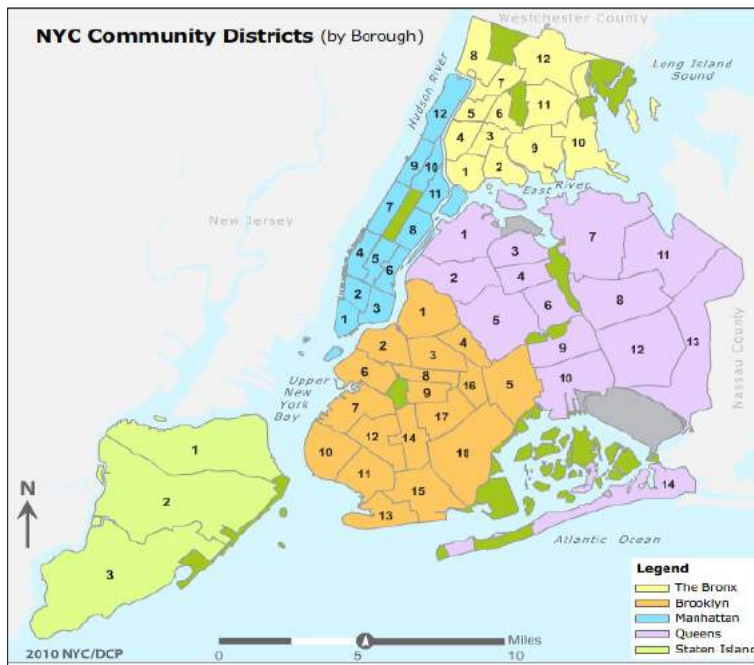 Westchester County
NYC Community Districts (by Borough)
Long Island
Sound
Hudson River
8
12
7
12
5
6
11
4
3
9
10
1
2
9
10
11
East River
7
8
New Jersey
4
5
6
2
3
1
1
3
7
11
2
4
5
6
8
13
9
12
10
14
Nassau County
1
2
3
4
6
8
9
16
5
7
17
12
14
10
11
18
15
13
Upper
New
York
Bay
1
2
3
N
Atlantic Ocean
Legend
The Bronx
Brooklyn
Manhattan
Queens
Staten Island
2010 NYC/DCP
Miles
0
5
10